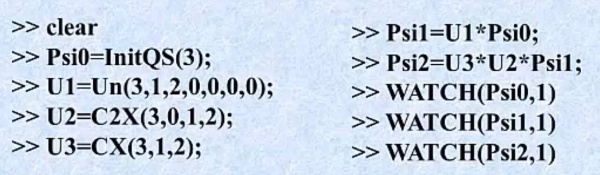 >> clear
>> Psi0=InitQS(3);
>> U1=Un(3,1,2,0,0,0,0);
>> U2=C2X(3,0,1,2);
>> U3=CX(3,1,2);
>> Psi1=U1*Psi0;
>> Psi2=U3*U2*Psi1;
>> WATCH(Psi0,1)
>> WATCH(Psi1,1)
>> WATCH(Psi2,1)